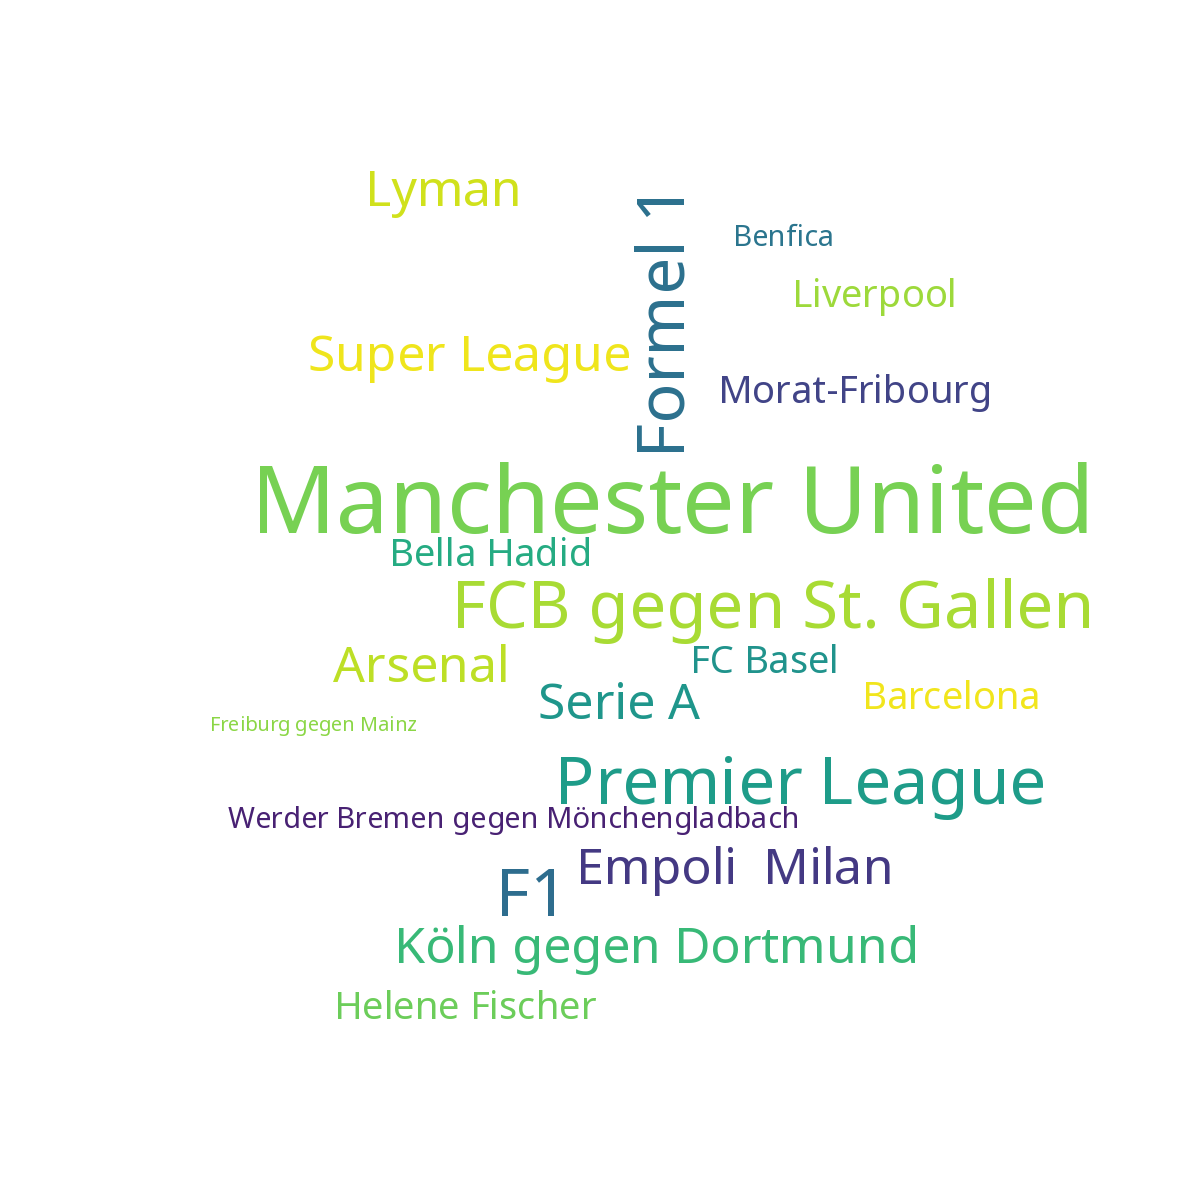 Lyman
Formel 1
Benfica
Liverpool
Super League
Morat-Fribourg
Manchester United
Bella Hadid
FCB gegen St. Gallen
Arsenal
FC Basel
Serie A
Barcelona
Freiburg gegen Mainz
Premier League
Werder Bremen gegen Mönchengladbach
Empoli  Milan
F1
Köln gegen Dortmund
Helene Fischer